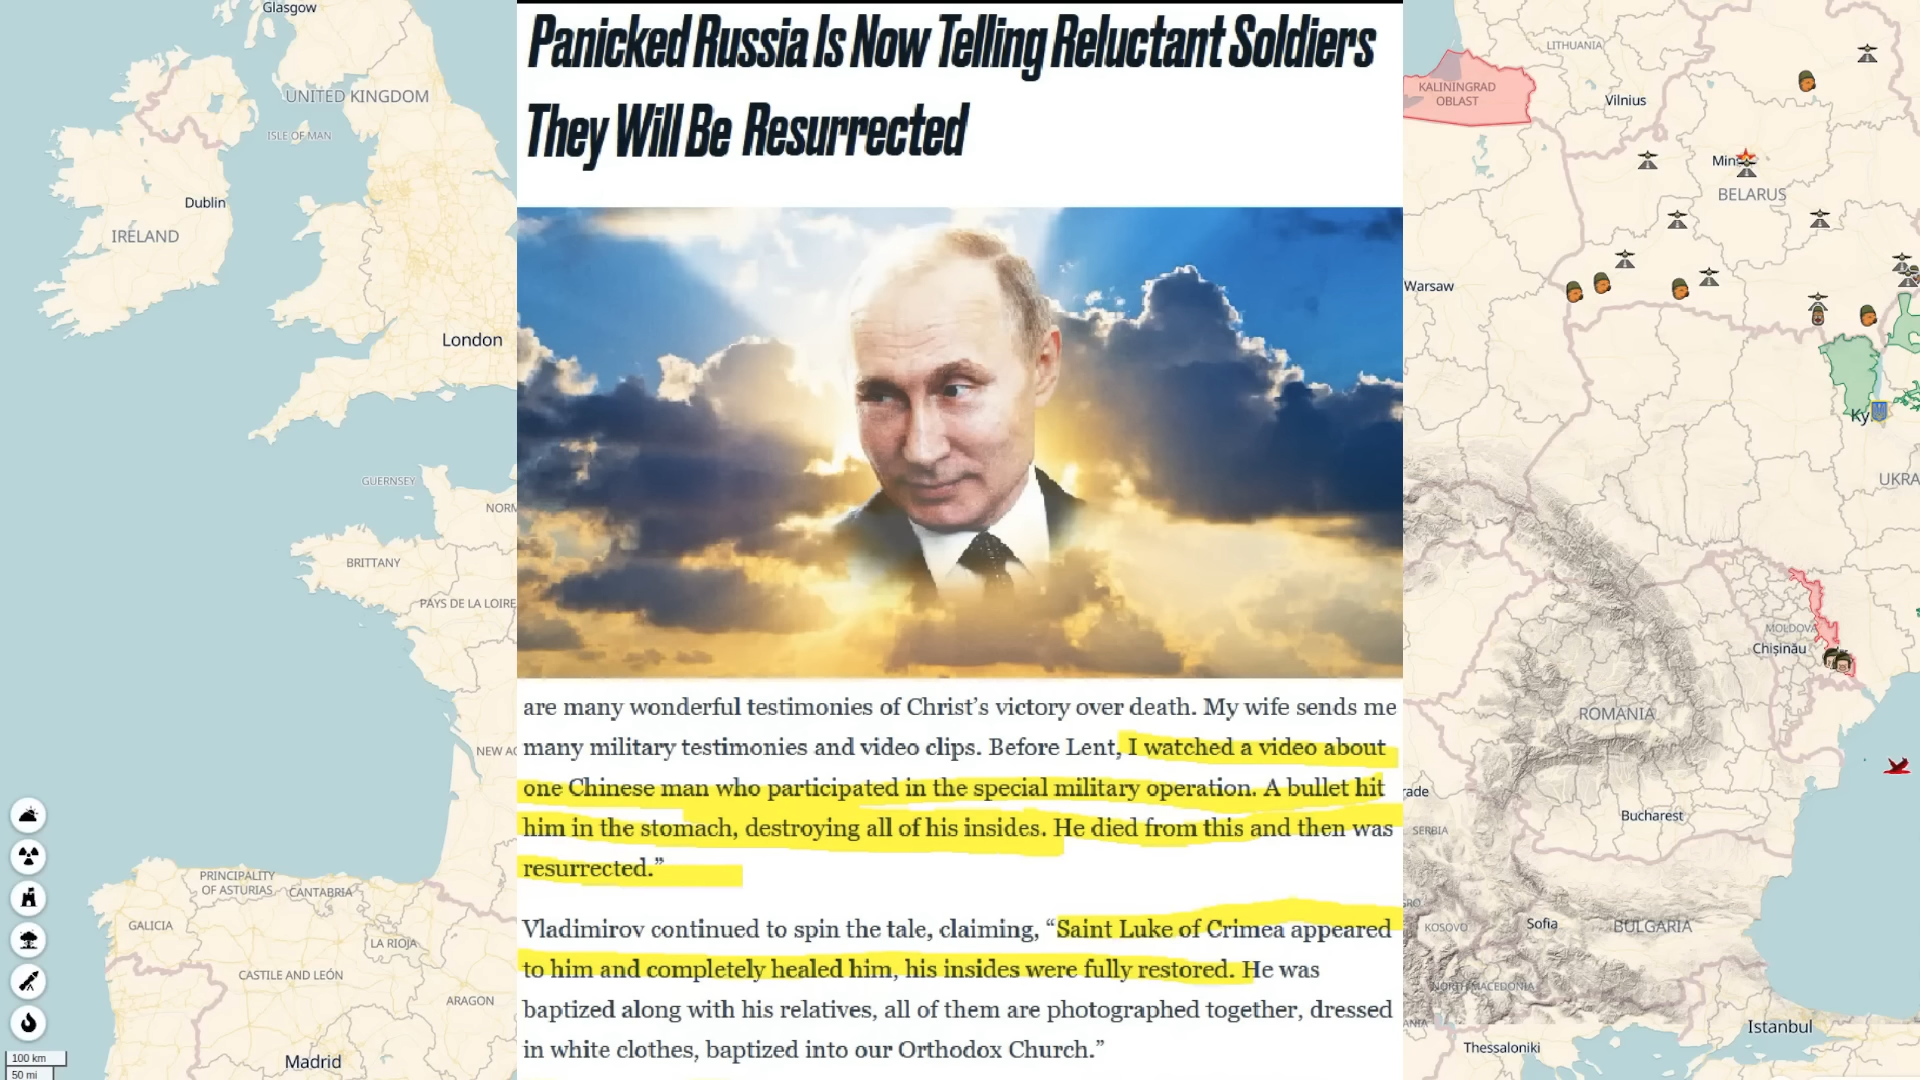 Panicked Russia Is Now Telling Reluctant Soldiers
They Will Be Resurrected
are many wonderful testimonies of Christ's victory over death. My wife sends me
many military testimonies and video clips. Before Lent, I watched a video about
one Chinese man who participated in the special military operation. A bullet hit
him in the stomach, destroying all of his insides. He died from this and then was
resurrected.”
Vladimirov continued to spin the tale, claiming, “Saint Luke of Crimea appeared
to him and completely healed him, his insides were fully restored. He was
baptized along with his relatives, all of them are photographed together, dressed
in white clothes, baptized into our Orthodox Church.”
Glasgow
UNITED KINGDOM
ISLE OF MAN
Dublin
IRELAND
London
GUERNSEY
NORM
BRITTANY
PAYS DE LA LOIRE
NEW AQ
PRINCIPALITY
OF ASTURIAS
CANTABRIA
GALICIA
LA RIOJA
CASTILE AND LEÓN
ARAGON
Madrid
100 km
50 mi
LITHUANIA
KALININGRAD
OBLAST
Vilnius
Min
BELARUS
Warsaw
Ky
UKRA
MOLDOVA
Chișinău
ROMANIA
rade
SERBIA
Bucharest
KOSOVO
Sofia
BULGARIA
NORTH MACEDONIA
Istanbul
Thessaloniki